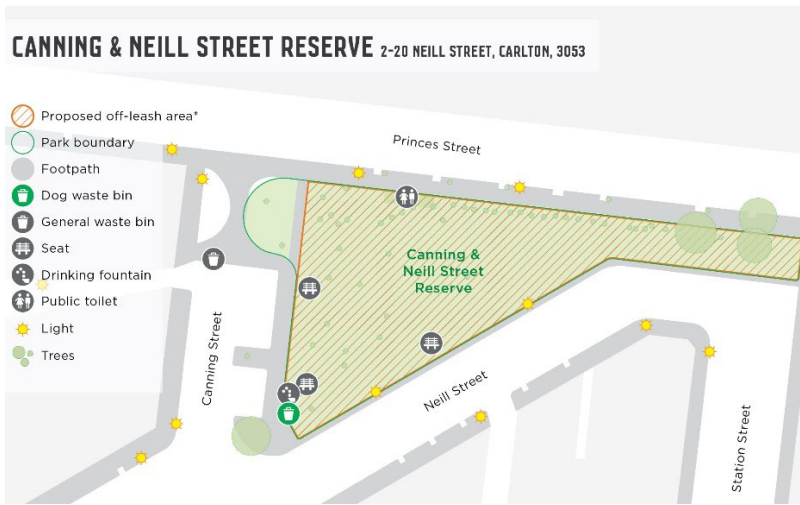 CANNING & NEILL STREET RESERVE 2-20 NEILL STREET, CARLTON, 3053
Proposed off-leash area*
Park boundary
Footpath
Dog waste bin
General waste bin
Seat
Drinking fountain
Public toilet
Light
Trees
Princes Street
Canning &
Neill Street
Reserve
Canning Street
Neill Street
Station Street